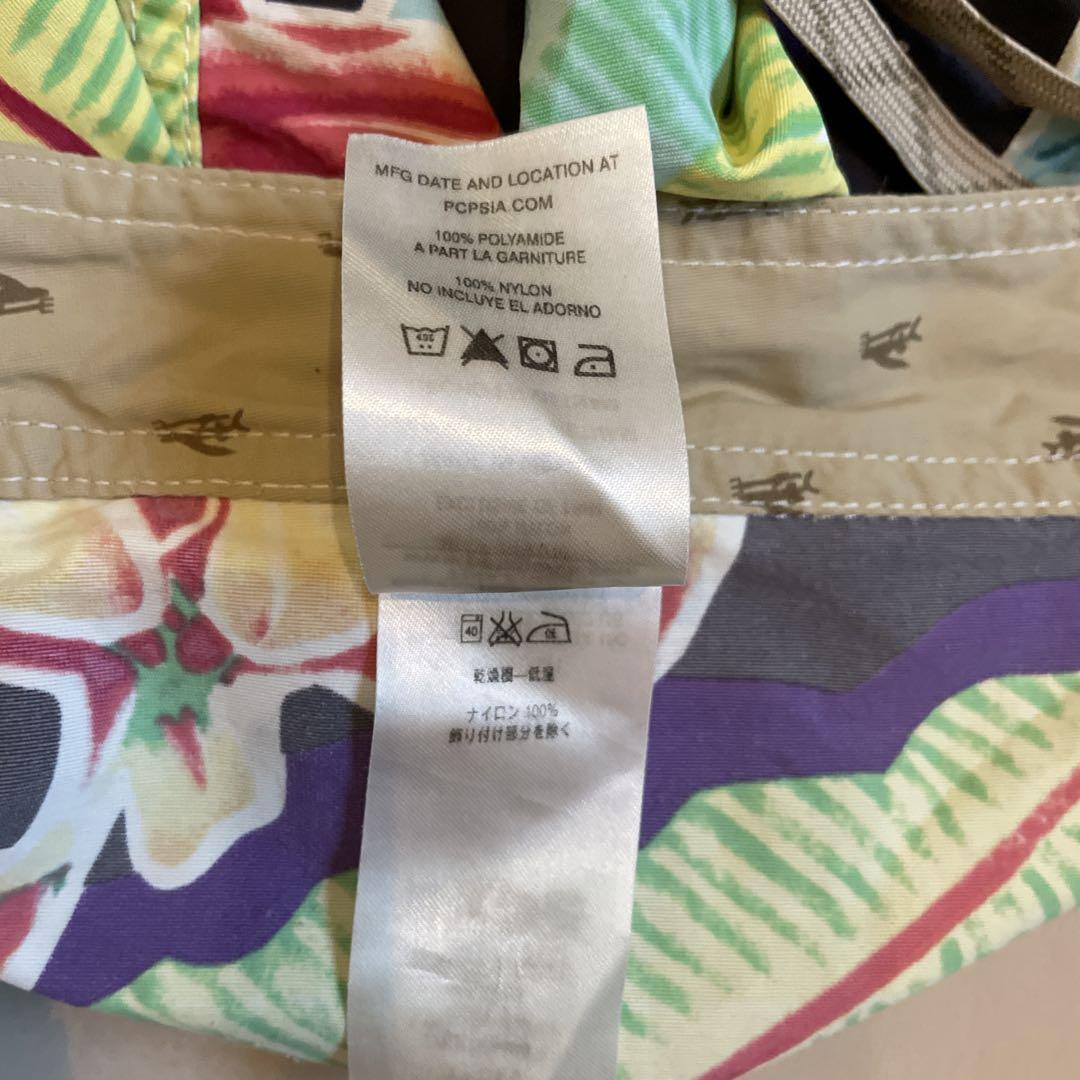 MFG DATE AND LOCATION AT
PCPSIA.COM
100% POLYAMIDE
A PART LA GARNITURE
100% NYLON
NO INCLUYE EL ADORNO
40
乾燥機—低温
ナイロン 100%
飾り付け部分を除く